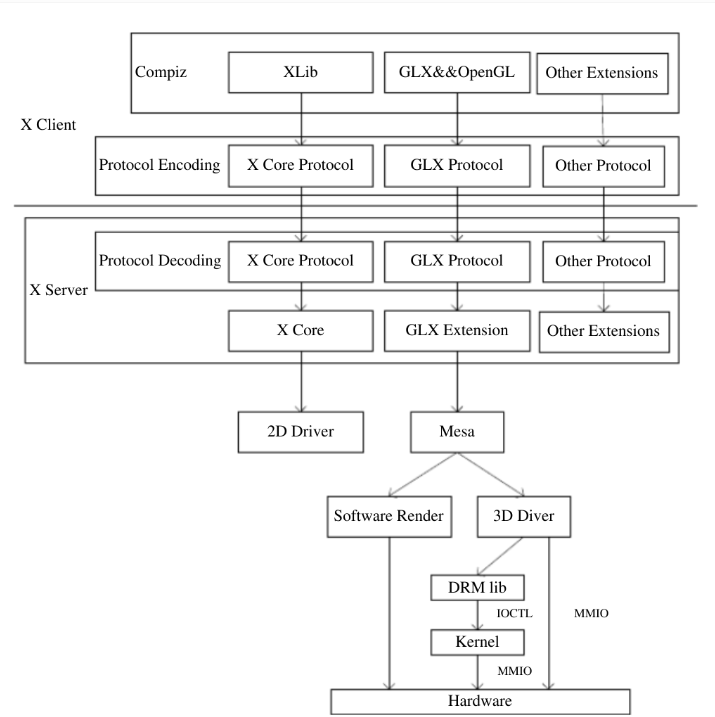 Compiz
XLib
GLX&&OpenGL
Other Extensions
X Client
Protocol Encoding
X Core Protocol
GLX Protocol
Other Protocol
Protocol Decoding
X Core Protocol
GLX Protocol
Other Protocol
X Server
X Core
GLX Extension
Other Extensions
2D Driver
Mesa
Software Render
3D Diver
DRM lib
IOCTL
MMIO
Kernel
MMIO
Hardware